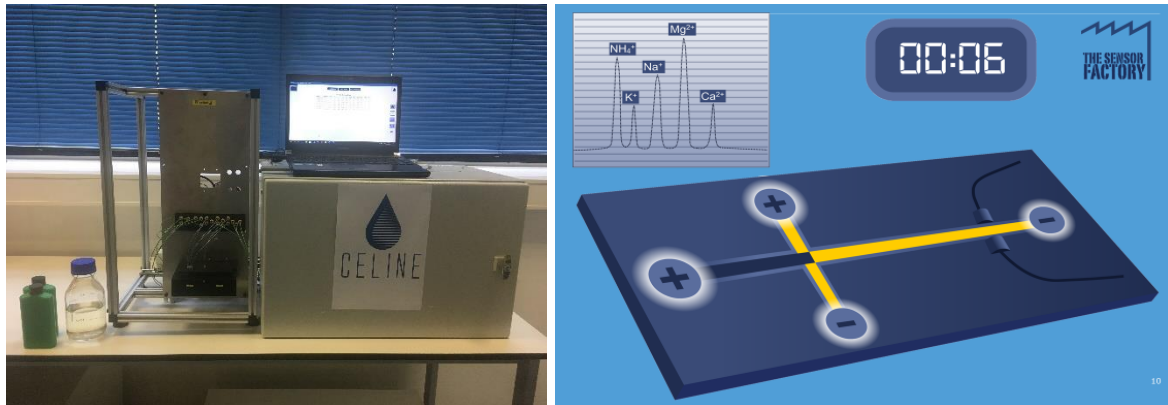 CELINE
NH₄⁺
K⁺
Na⁺
Mg²⁺
Ca²⁺
00:06
THE SENSOR
FACTORY
+
+
-
-
10